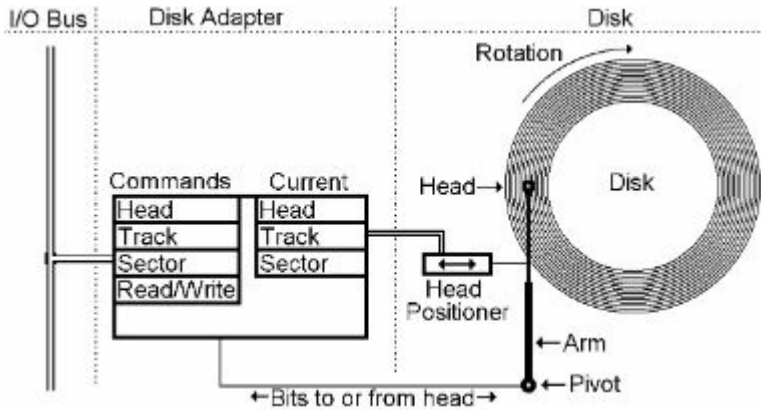 I/O Bus
Disk Adapter
Disk
Rotation
Commands
Current
Head
Track
Sector
Read/Write
Head
Track
Sector
Head→
Disk
Head
Positioner
←Arm
←Pivot
←Bits to or from head→